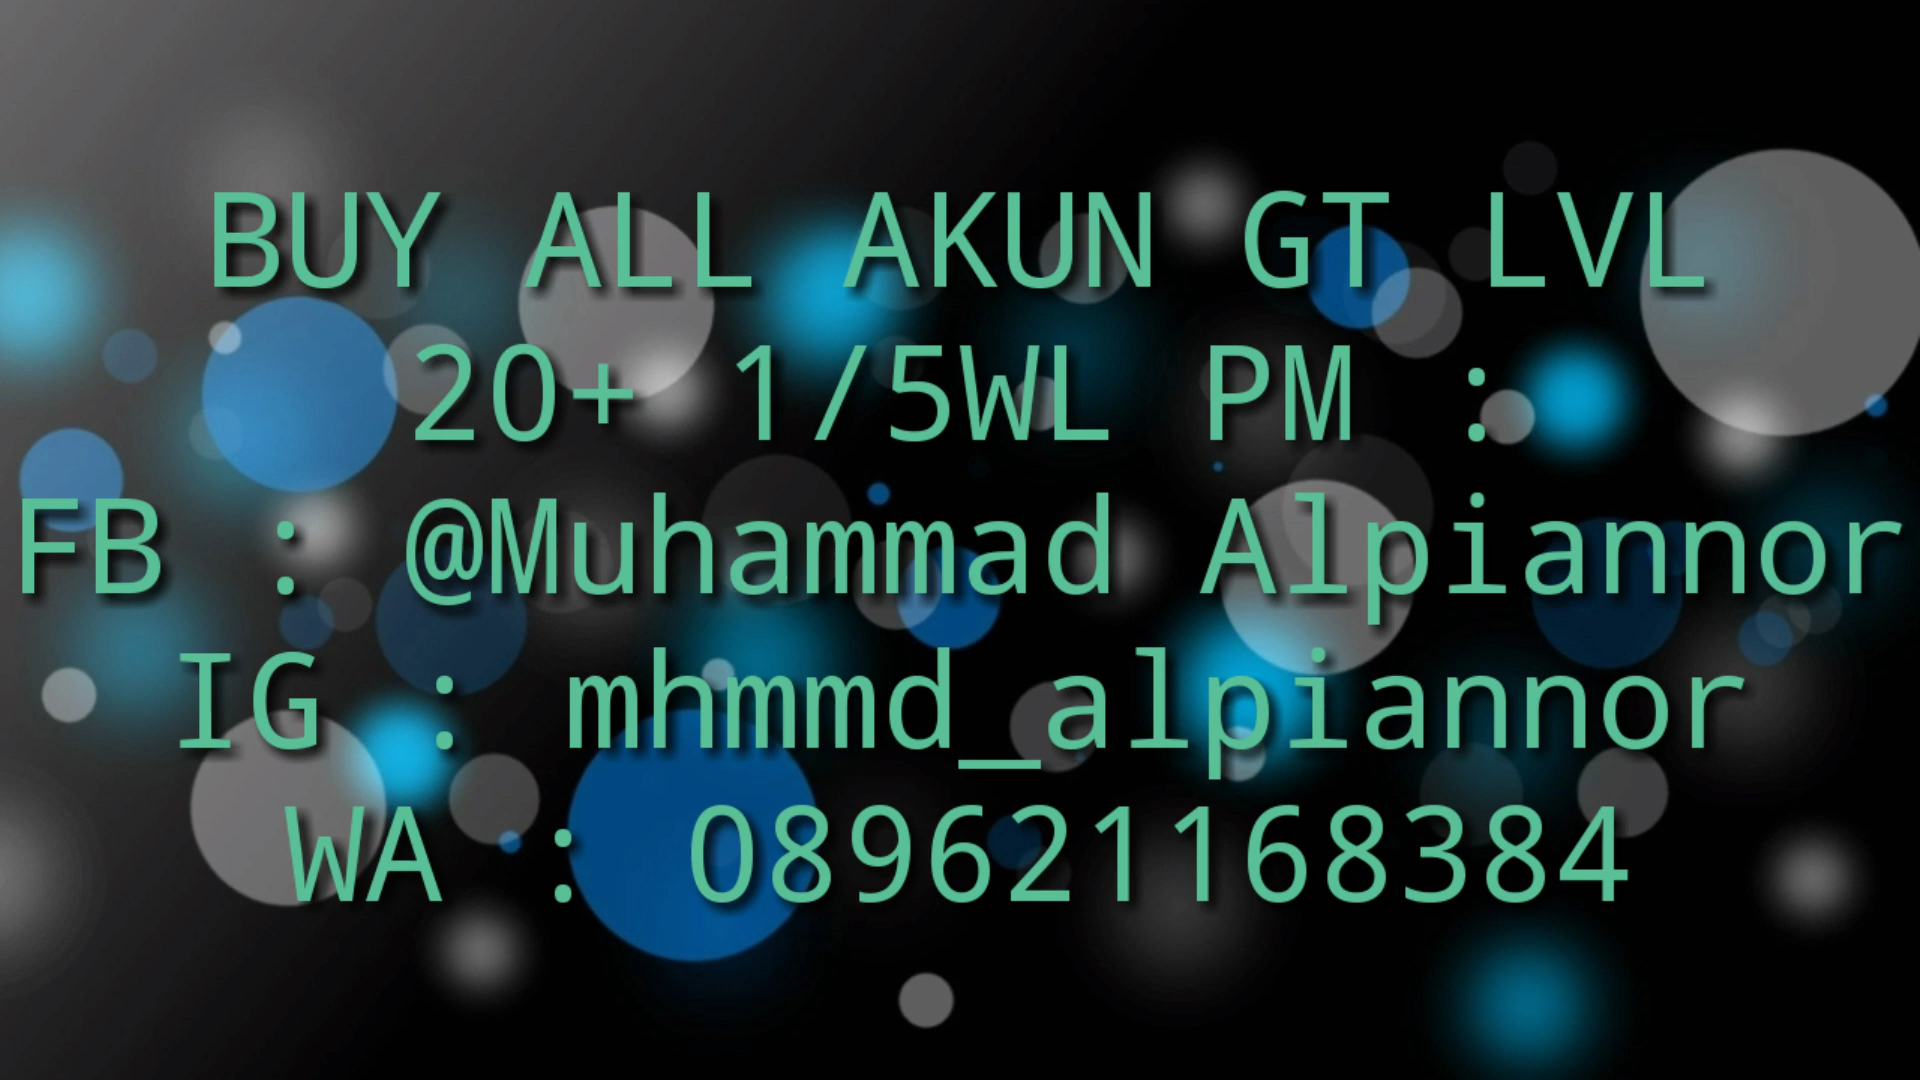 BUY ALL AKUN GT LVL
20+ 1/5WL PM :
FB : @Muhammad Alpiannor
IG : mhmmd_alpiannor
WA : 089621168384